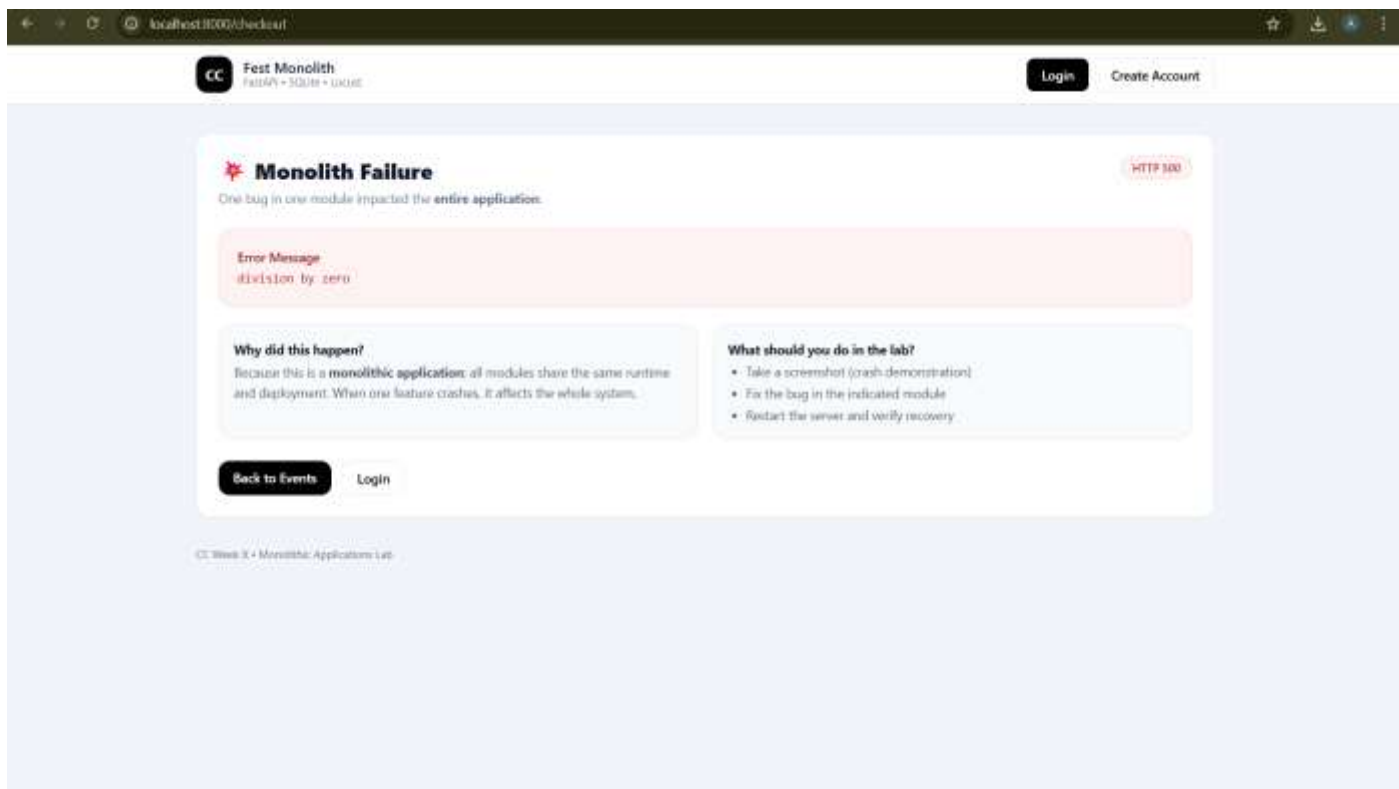 localhost:8000/checkout
CC
Fest Monolith
FastAPI • SQLite • Locust
Login
Create Account
Monolith Failure
HTTP 500
One bug in one module impacted the entire application.
Error Message
division by zero
Why did this happen?
Because this is a monolithic application: all modules share the same runtime
and deployment. When one feature crashes, it affects the whole system.
What should you do in the lab?
• Take a screenshot (crash demonstration)
• Fix the bug in the indicated module
• Restart the server and verify recovery
Back to Events
Login
CC Week X • Monolithic Applications Lab